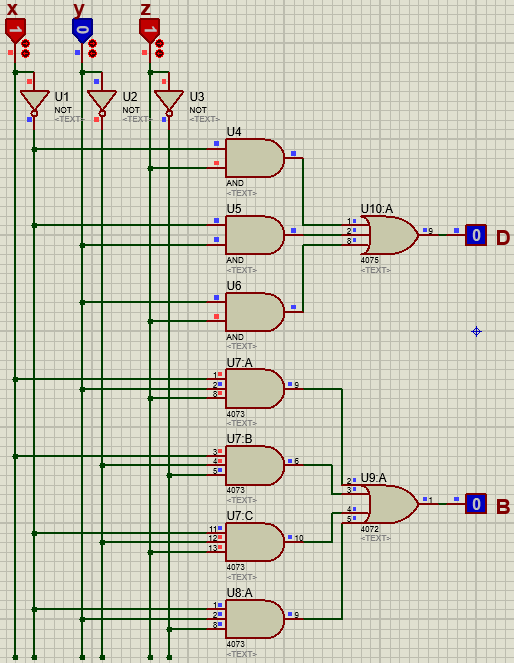 x y z
1 0 1
U1 U2 U3
NOT NOT NOT
<TEXT> <TEXT> <TEXT>
U4
AND
<TEXT>
U5
AND
<TEXT>
U10:A
1
2
8
9
0 D
4075
<TEXT>
U6
AND
<TEXT>
U7:A
1
2
8
9
4073
<TEXT>
U7:B
3
4
5
6
4073
<TEXT>
U9:A
2
3
4
5
1
0 B
4072
<TEXT>
U7:C
11
12
13
10
4073
<TEXT>
U8:A
1
2
8
9
4073
<TEXT>